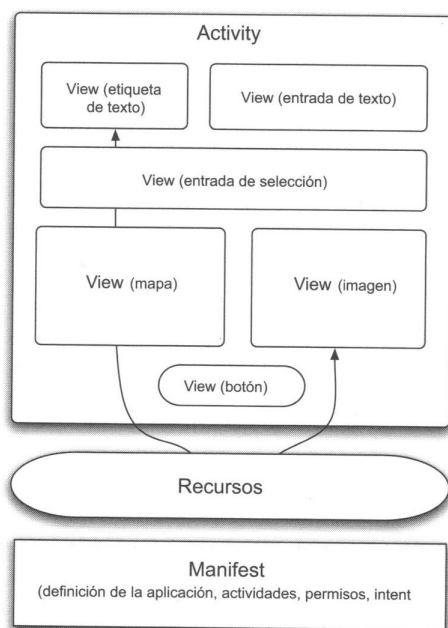 Activity
View (etiqueta
de texto)
View (entrada de texto)
View (entrada de selección)
View (mapa)
View (imagen)
View (botón)
Recursos
Manifest
(definición de la aplicación, actividades, permisos, intent